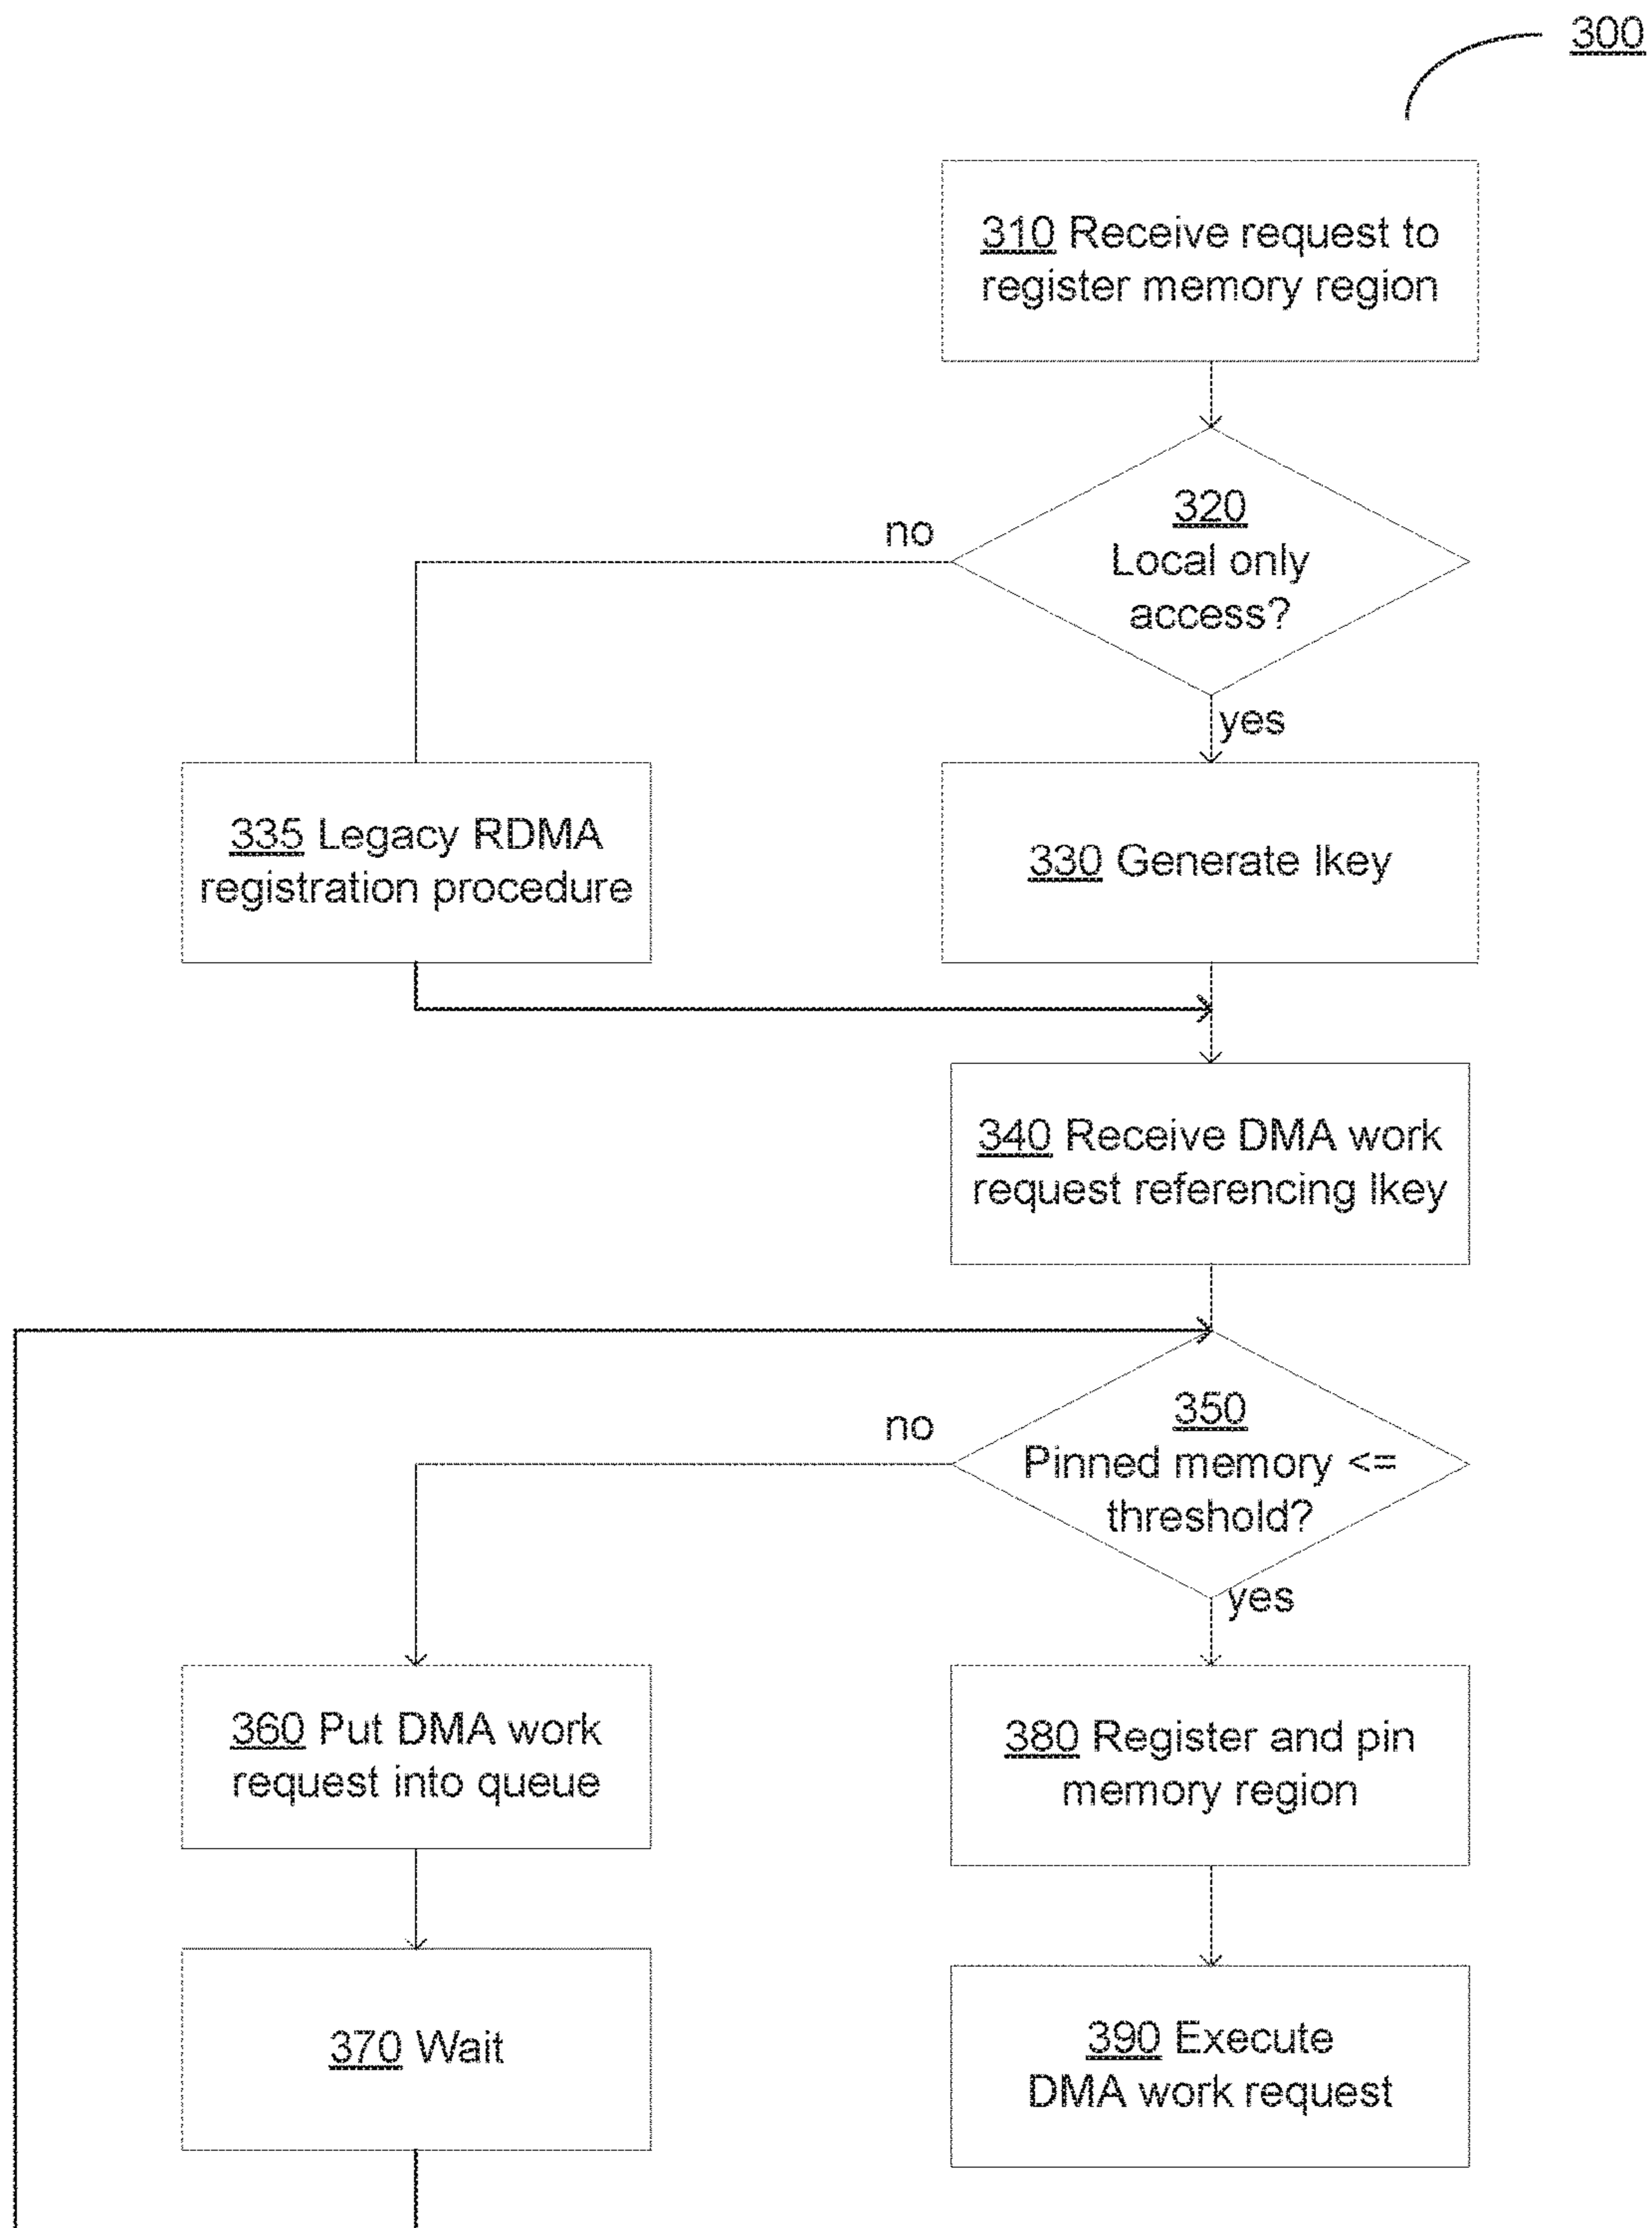 300
310 Receive request to
register memory region
320
Local only
access?
no
yes
335 Legacy RDMA
registration procedure
330 Generate lkey
340 Receive DMA work
request referencing lkey
350
Pinned memory <=
threshold?
no
yes
360 Put DMA work
request into queue
380 Register and pin
memory region
370 Wait
390 Execute
DMA work request